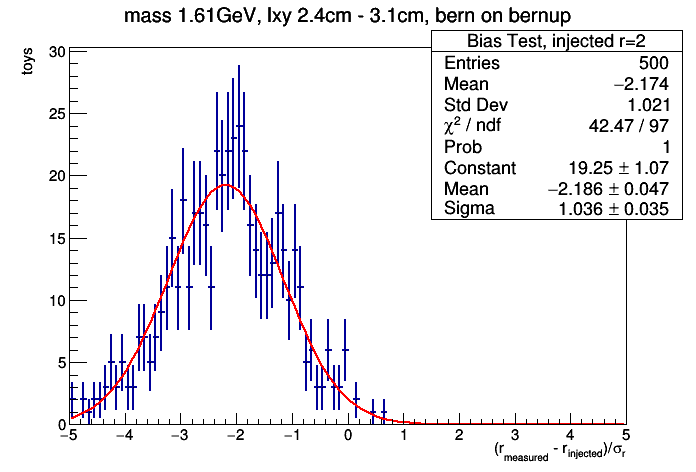 mass 1.61GeV, lxy 2.4cm - 3.1cm, bern on bernup
Bias Test, injected r=2
Entries 500
Mean −2.174
Std Dev 1.021
χ² / ndf 42.47 / 97
Prob 1
Constant 19.25 ± 1.07
Mean −2.186 ± 0.047
Sigma 1.036 ± 0.035
toys
30
25
20
15
10
5
0
−5 −4 −3 −2 −1 0 1 2 3 4 5
(r_measured - r_injected)/σ_r